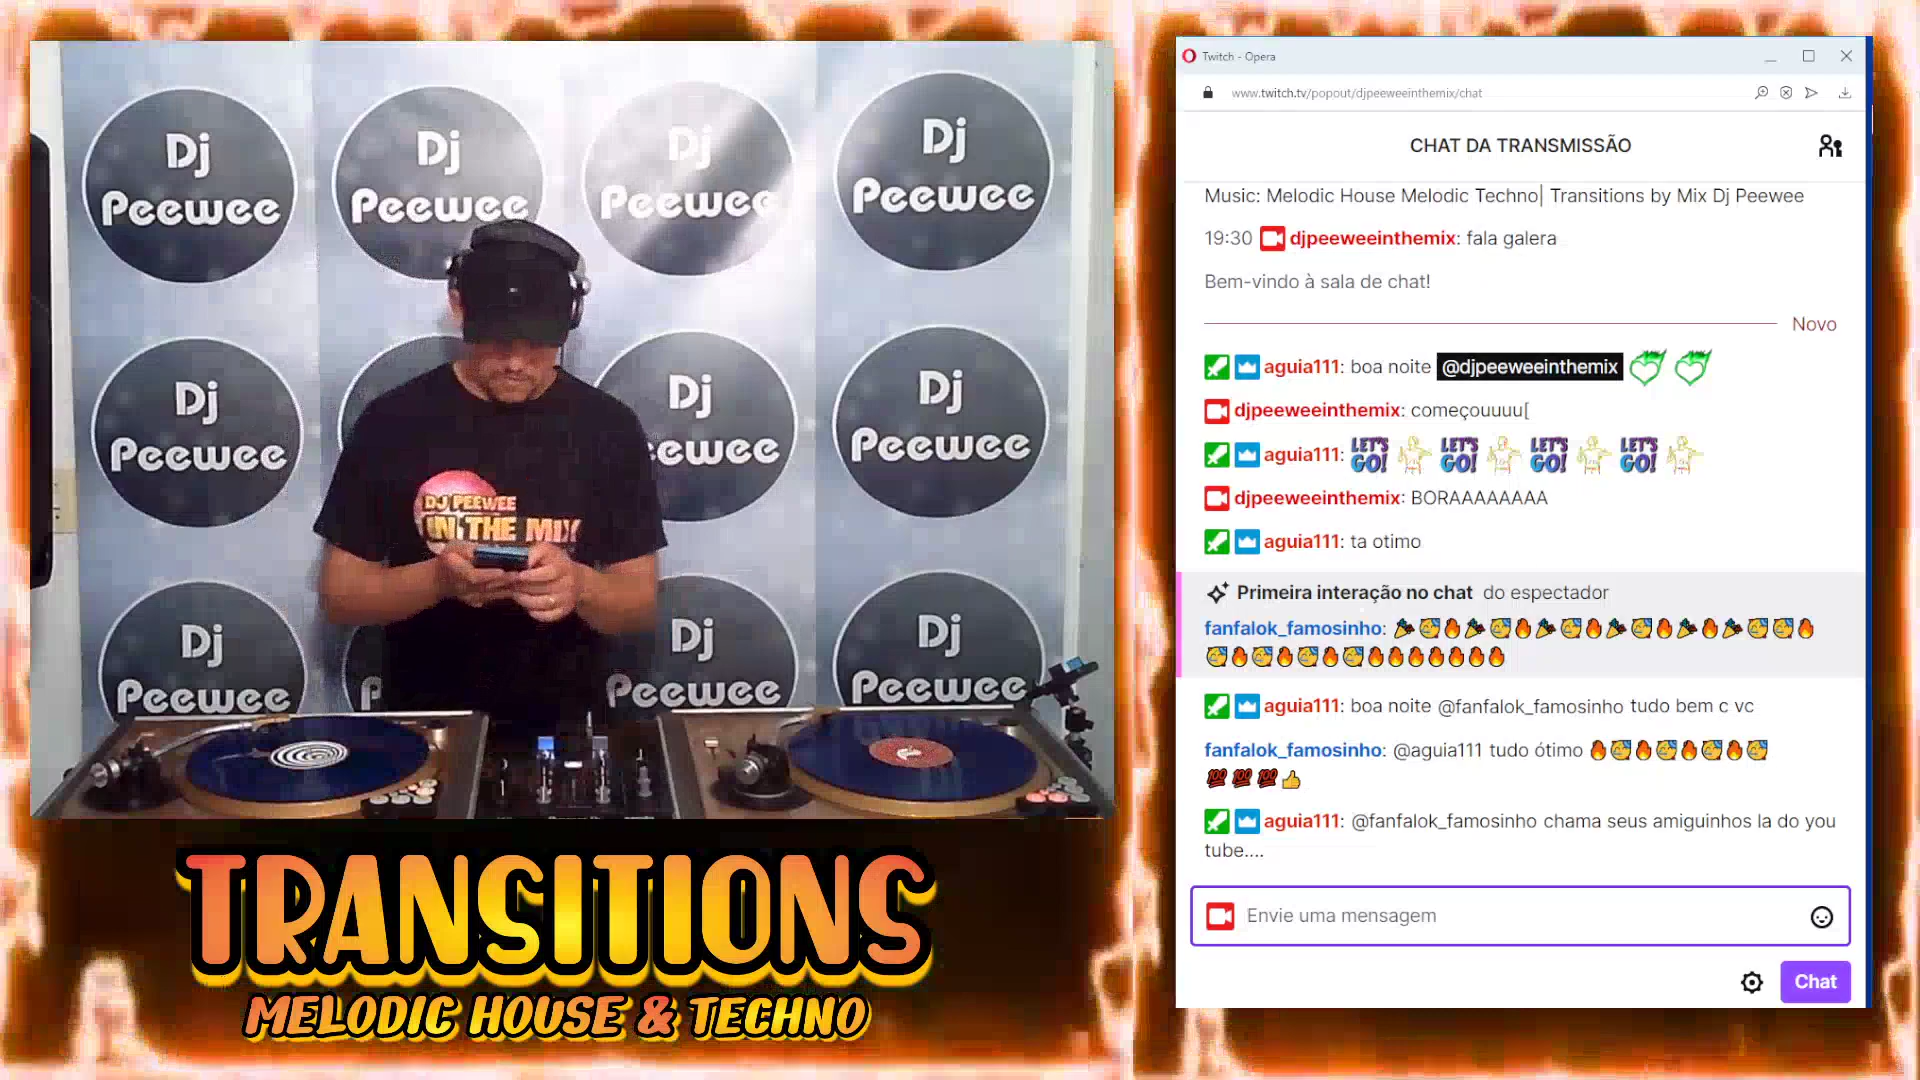 Dj
Peewee
Dj
Peewee
Dj
Peewee
Dj
Peewee
Dj
Peewee
Dj
eewee
Dj
Peewee
Dj
Peewee
P
Dj
Peewee
Dj
Peewee
DJ PEEWEE
IN THE MIX
TRANSITIONS
MELODIC HOUSE & TECHNO
Twitch - Opera
www.twitch.tv/popout/djpeeweeinthemix/chat
CHAT DA TRANSMISSÃO
Music: Melodic House Melodic Techno| Transitions by Mix Dj Peewee
19:30 djpeeweeinthemix: fala galera
Bem-vindo à sala de chat!
Novo
aguia111: boa noite @djpeeweeinthemix
djpeeweeinthemix: começouuuu[
aguia111: LET'S GO! LET'S GO! LET'S GO! LET'S GO!
djpeeweeinthemix: BORAAAAAAAA
aguia111: ta otimo
Primeira interação no chat do espectador
fanfalok_famosinho: 🎉🥳🔥🎉🥳🔥🎉🥳🔥🎉🥳🔥🎉🔥🎉🥳🥳🔥
🥳🔥🥳🔥🥳🔥🥳🔥🔥🔥🔥🔥🔥
aguia111: boa noite @fanfalok_famosinho tudo bem c vc
fanfalok_famosinho: @aguia111 tudo ótimo 🔥🥳🔥🥳🔥🥳🔥🥳
💯💯💯👍
aguia111: @fanfalok_famosinho chama seus amiguinhos la do you
tube....
Envie uma mensagem
Chat